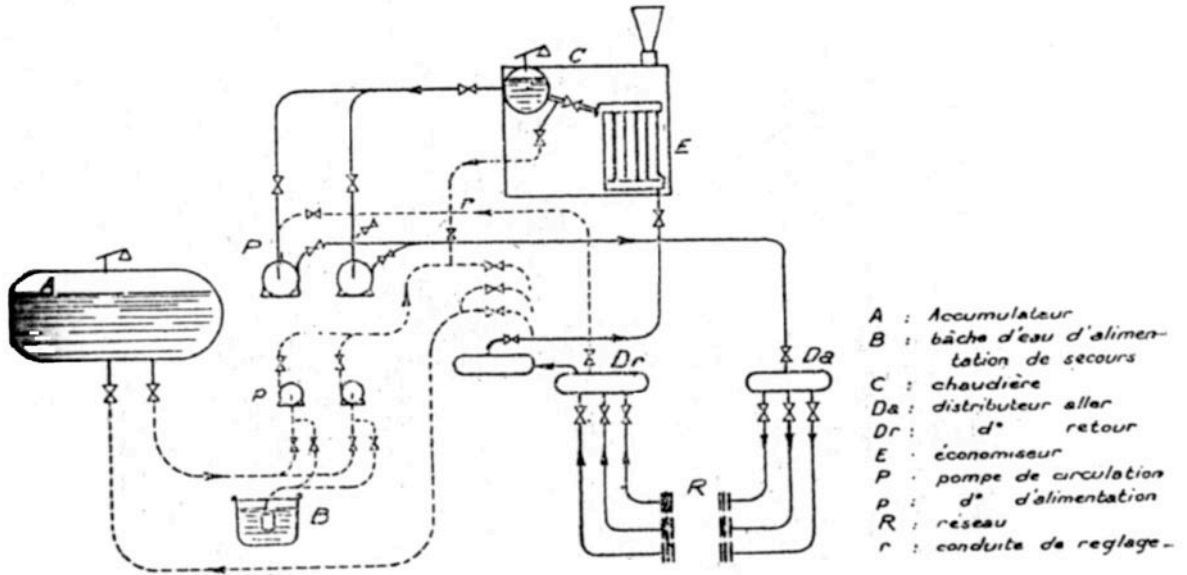 C
E
r
P
A
Dr
Da
p
R
B
A : Accumulateur
B : bâche d'eau d'alimen-
tation de secours
C : chaudière
Da : distributeur aller
Dr : d° retour
E · économiseur
P · pompe de circulation
p : d° d'alimentation
R : réseau
r : conduite de reglage_